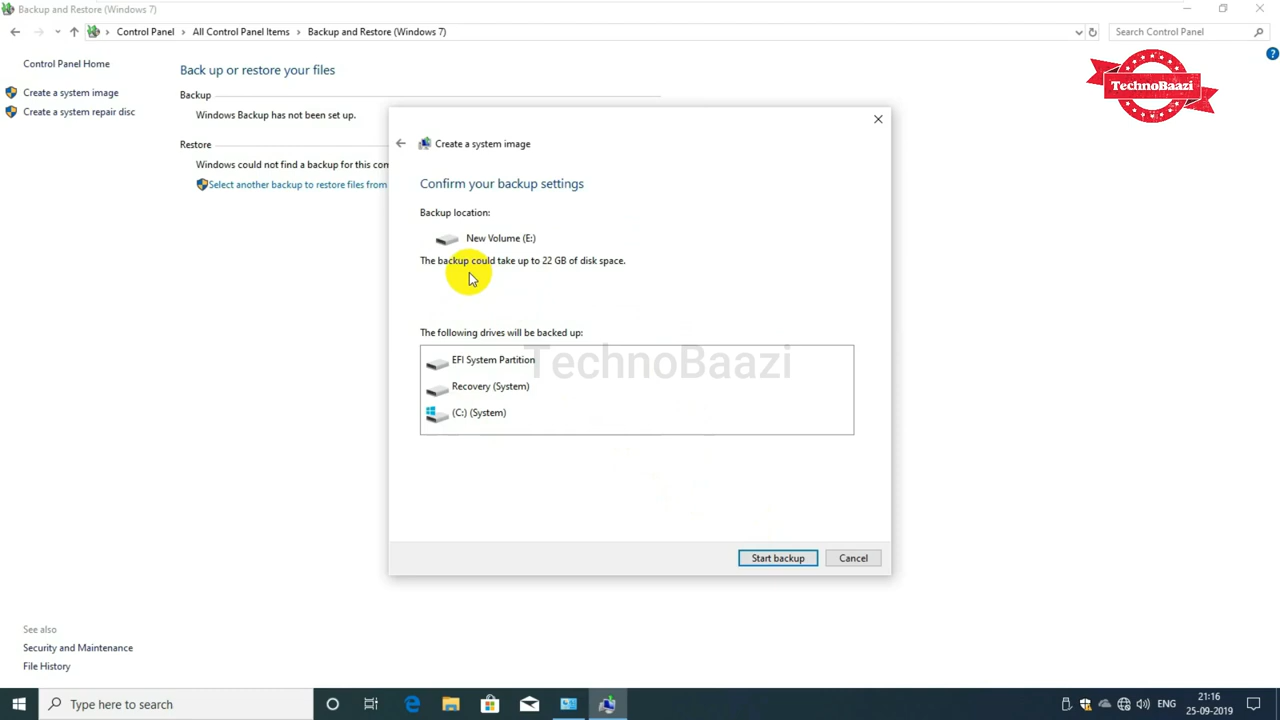 Backup and Restore (Windows 7)
Control Panel
All Control Panel Items
Backup and Restore (Windows 7)
Search Control Panel
Control Panel Home
Create a system image
Create a system repair disc
Back up or restore your files
Backup
Windows Backup has not been set up.
Restore
Windows could not find a backup for this con
Select another backup to restore files from
TechnoBaazi
Create a system image
Confirm your backup settings
Backup location:
New Volume (E:)
The backup could take up to 22 GB of disk space.
The following drives will be backed up:
EFI System Partition
TechnoBaazi
Recovery (System)
(C:) (System)
Start backup
Cancel
See also
Security and Maintenance
File History
Type here to search
ENG
21:16
25-09-2019